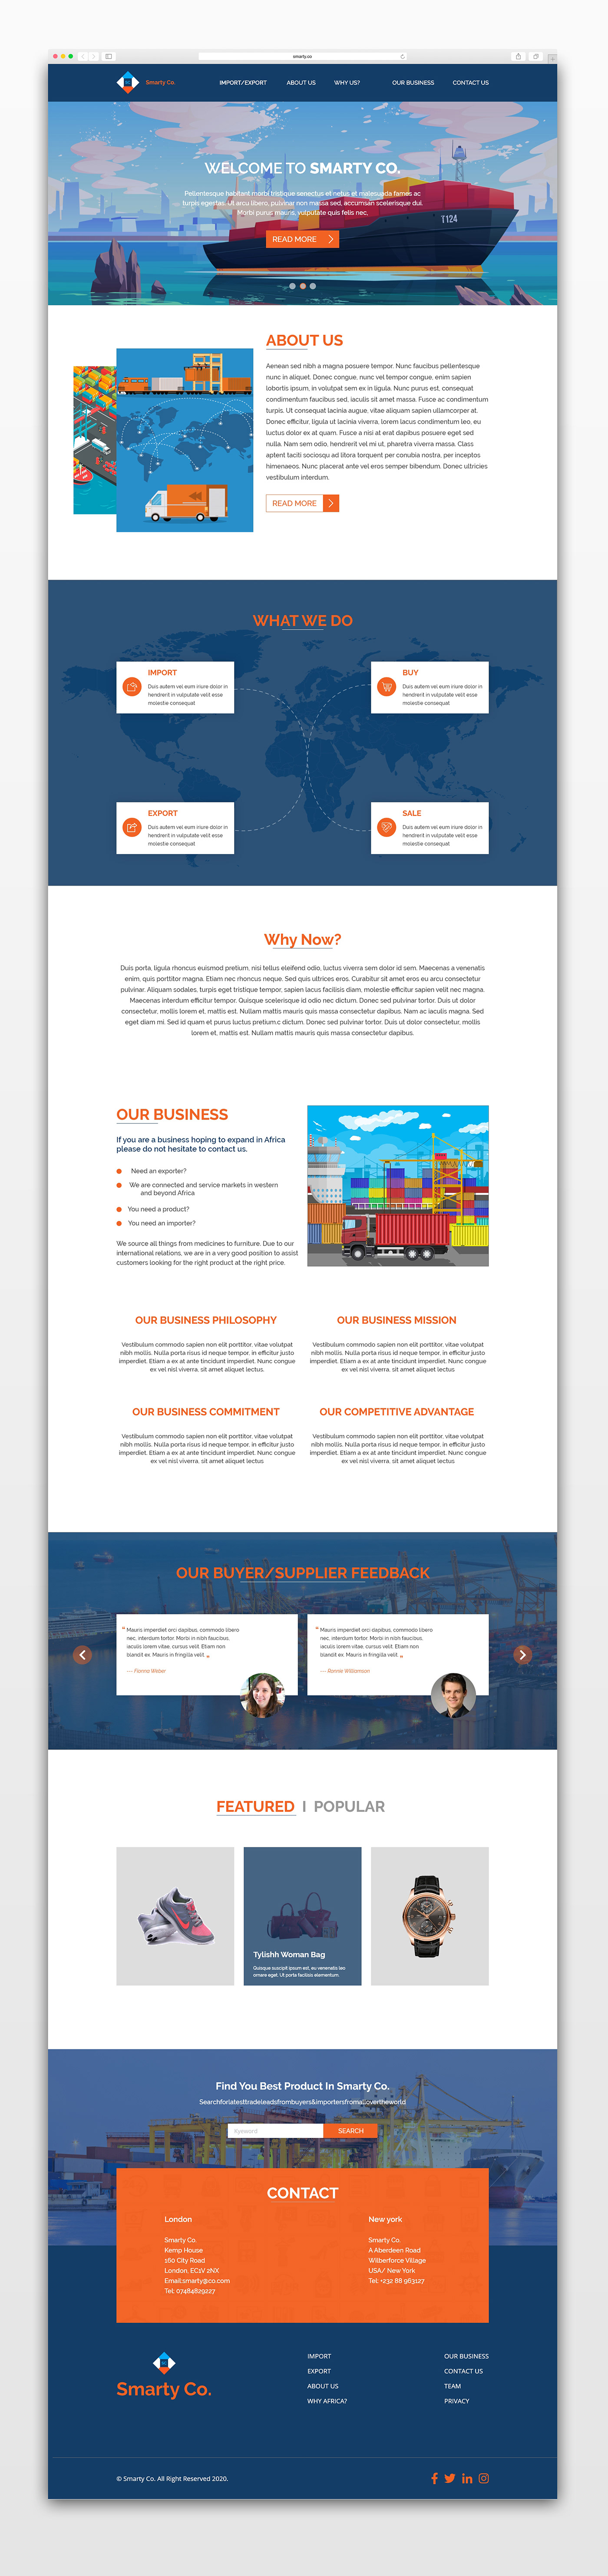 smarty.co
Smarty Co.
IMPORT/EXPORT
ABOUT US
WHY US?
OUR BUSINESS
CONTACT US
WELCOME TO SMARTY CO.
Pellentesque habitant morbi tristique senectus et netus et malesuada fames ac
turpis egestas. Ut arcu libero, pulvinar non massa sed, accumsan scelerisque dui.
Morbi purus mauris, vulputate quis felis nec,
T124
READ MORE
ABOUT US
Aenean sed nibh a magna posuere tempor. Nunc faucibus pellentesque
nunc in aliquet. Donec congue, nunc vel tempor congue, enim sapien
lobortis ipsum, in volutpat sem ex in ligula. Nunc purus est, consequat
condimentum faucibus sed, iaculis sit amet massa. Fusce ac condimentum
turpis. Ut consequat lacinia augue, vitae aliquam sapien ullamcorper at.
Donec efficitur, ligula ut lacinia viverra, lorem lacus condimentum leo, eu
luctus dolor ex at quam. Fusce a nisi at erat dapibus posuere eget sed
nulla. Nam sem odio, hendrerit vel mi ut, pharetra viverra massa. Class
aptent taciti sociosqu ad litora torquent per conubia nostra, per inceptos
himenaeos. Nunc placerat ante vel eros semper bibendum. Donec ultricies
vestibulum interdum.
READ MORE
WHAT WE DO
IMPORT
Duis autem vel eum iriure dolor in
hendrerit in vulputate velit esse
molestie consequat
BUY
Duis autem vel eum iriure dolor in
hendrerit in vulputate velit esse
molestie consequat
EXPORT
Duis autem vel eum iriure dolor in
hendrerit in vulputate velit esse
molestie consequat
SALE
Duis autem vel eum iriure dolor in
hendrerit in vulputate velit esse
molestie consequat
Why Now?
Duis porta, ligula rhoncus euismod pretium, nisi tellus eleifend odio, luctus viverra sem dolor id sem. Maecenas a venenatis
enim, quis porttitor magna. Etiam nec rhoncus neque. Sed quis ultrices eros. Curabitur sit amet eros eu arcu consectetur
pulvinar. Aliquam sodales, turpis eget tristique tempor, sapien lacus facilisis diam, molestie efficitur sapien velit nec magna.
Maecenas interdum efficitur tempor. Quisque scelerisque id odio nec dictum. Donec sed pulvinar tortor. Duis ut dolor
consectetur, mollis lorem et, mattis est. Nullam mattis mauris quis massa consectetur dapibus. Nam ac iaculis magna. Sed
eget diam mi. Sed id quam et purus luctus pretium.c dictum. Donec sed pulvinar tortor. Duis ut dolor consectetur, mollis
lorem et, mattis est. Nullam mattis mauris quis massa consectetur dapibus.
OUR BUSINESS
If you are a business hoping to expand in Africa
please do not hesitate to contact us.
Need an exporter?
We are connected and service markets in western
and beyond Africa
You need a product?
You need an importer?
We source all things from medicines to furniture. Due to our
international relations, we are in a very good position to assist
customers looking for the right product at the right price.
OUR BUSINESS PHILOSOPHY
Vestibulum commodo sapien non elit porttitor, vitae volutpat
nibh mollis. Nulla porta risus id neque tempor, in efficitur justo
imperdiet. Etiam a ex at ante tincidunt imperdiet. Nunc congue
ex vel nisl viverra, sit amet aliquet lectus.
OUR BUSINESS MISSION
Vestibulum commodo sapien non elit porttitor, vitae volutpat
nibh mollis. Nulla porta risus id neque tempor, in efficitur justo
imperdiet. Etiam a ex at ante tincidunt imperdiet. Nunc congue
ex vel nisl viverra, sit amet aliquet lectus
OUR BUSINESS COMMITMENT
Vestibulum commodo sapien non elit porttitor, vitae volutpat
nibh mollis. Nulla porta risus id neque tempor, in efficitur justo
imperdiet. Etiam a ex at ante tincidunt imperdiet. Nunc congue
ex vel nisl viverra, sit amet aliquet lectus
OUR COMPETITIVE ADVANTAGE
Vestibulum commodo sapien non elit porttitor, vitae volutpat
nibh mollis. Nulla porta risus id neque tempor, in efficitur justo
imperdiet. Etiam a ex at ante tincidunt imperdiet. Nunc congue
ex vel nisl viverra, sit amet aliquet lectus
OUR BUYER/SUPPLIER FEEDBACK
“ Mauris imperdiet orci dapibus, commodo libero
nec, interdum tortor. Morbi in nibh faucibus,
iaculis lorem vitae, cursus velit. Etiam non
blandit ex. Mauris in fringilla velit. ”
--- Fionna Weber
“ Mauris imperdiet orci dapibus, commodo libero
nec, interdum tortor. Morbi in nibh faucibus,
iaculis lorem vitae, cursus velit. Etiam non
blandit ex. Mauris in fringilla velit. ”
--- Ronnie Williamson
FEATURED | POPULAR
Tylishh Woman Bag
Quisque suscipit ipsum est, eu venenatis leo
ornare eget. Ut porta facilisis elementum.
Find You Best Product In Smarty Co.
Searchforlatesttradeleadsfrombuyers&importersfromallovertheworld
Kyeword
SEARCH
CONTACT
London
Smarty Co.
Kemp House
160 City Road
London, EC1V 2NX
Email:smarty@co.com
Tel: 07484829227
New york
Smarty Co.
A Aberdeen Road
Wilberforce Village
USA/ New York
Tel: +232 88 963127
Smarty Co.
IMPORT
EXPORT
ABOUT US
WHY AFRICA?
OUR BUSINESS
CONTACT US
TEAM
PRIVACY
© Smarty Co. All Right Reserved 2020.